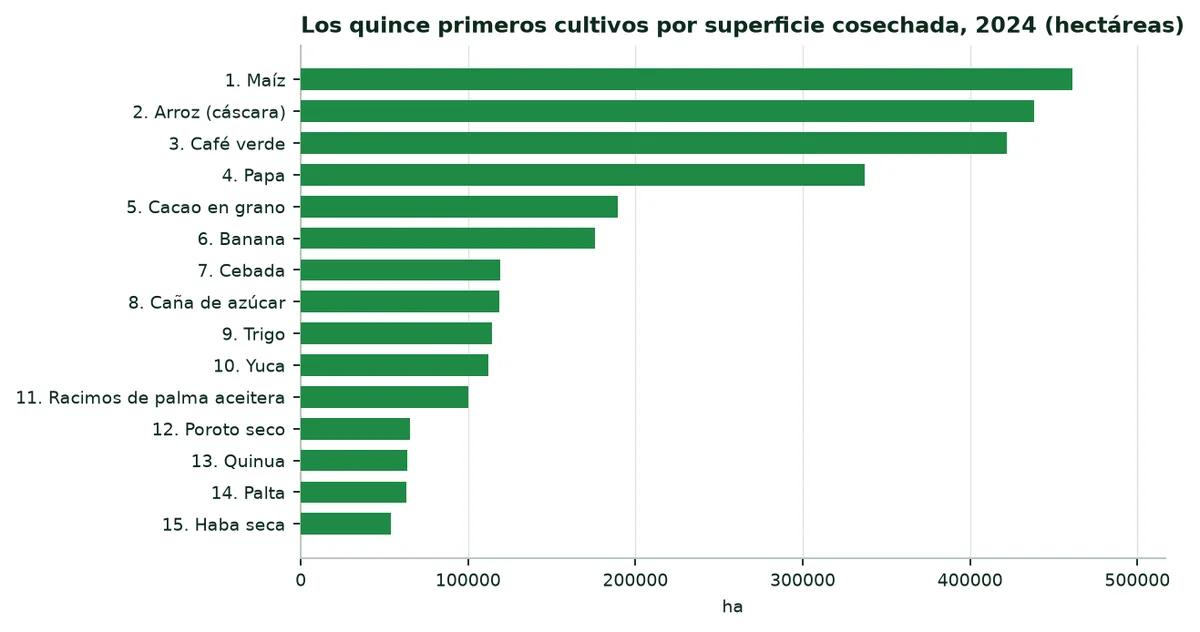 Los quince primeros cultivos por superficie cosechada, 2024 (hectáreas)
1. Maíz
2. Arroz (cáscara)
3. Café verde
4. Papa
5. Cacao en grano
6. Banana
7. Cebada
8. Caña de azúcar
9. Trigo
10. Yuca
11. Racimos de palma aceitera
12. Poroto seco
13. Quinua
14. Palta
15. Haba seca
0 100000 200000 300000 400000 500000
ha